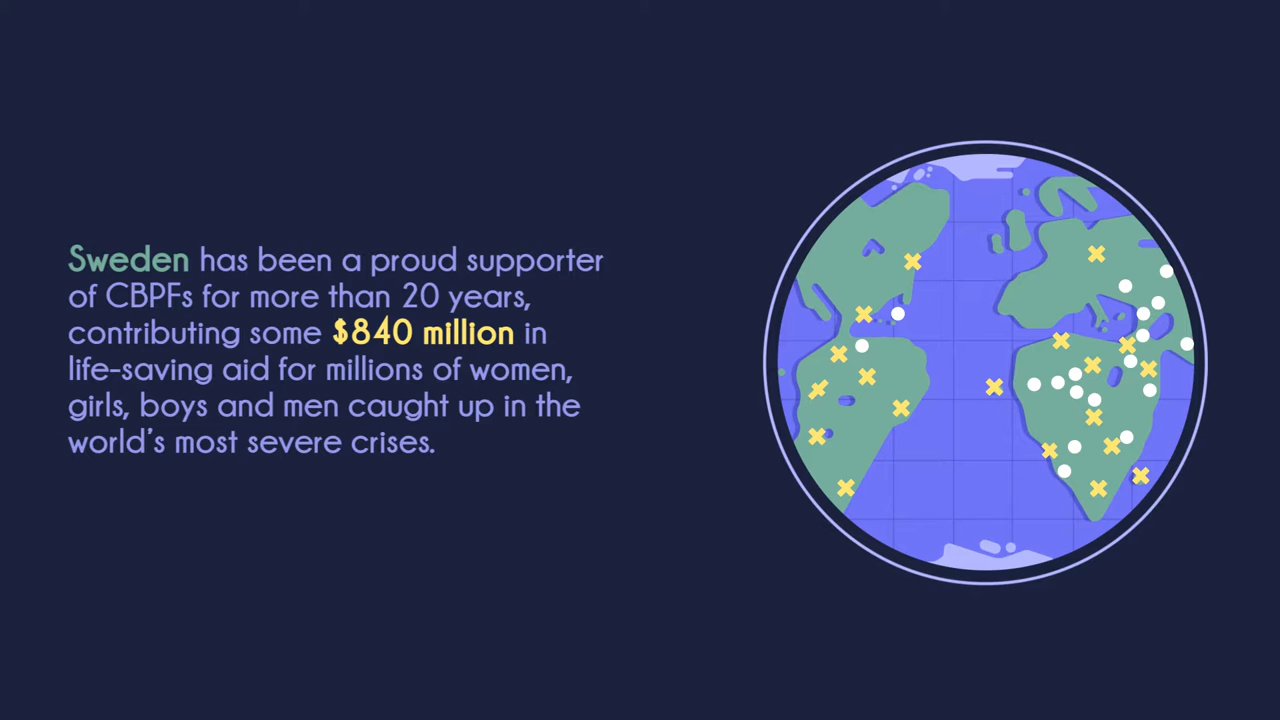 Sweden has been a proud supporter
of CBPFs for more than 20 years,
contributing some $840 million in
life-saving aid for millions of women,
girls, boys and men caught up in the
world's most severe crises.